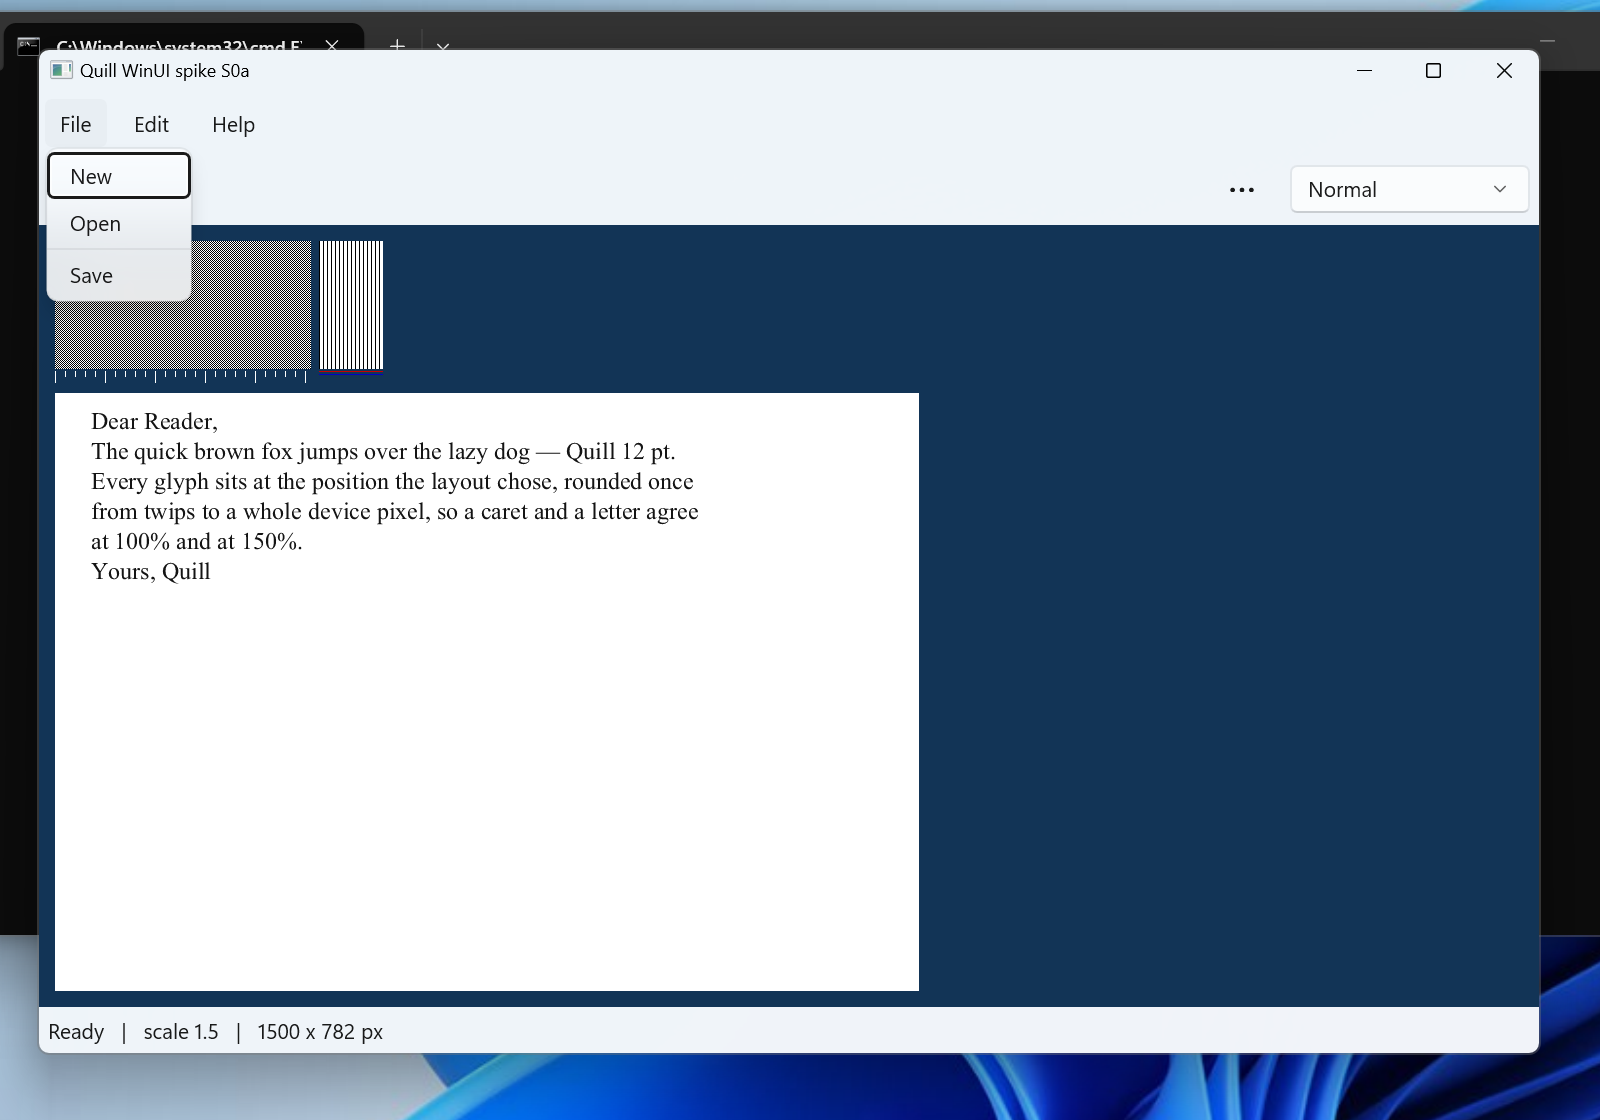 C:\Windows\system32\cmd.E
Quill WinUI spike S0a
File Edit Help
New
Open
Save
Normal
Dear Reader,
The quick brown fox jumps over the lazy dog — Quill 12 pt.
Every glyph sits at the position the layout chose, rounded once
from twips to a whole device pixel, so a caret and a letter agree
at 100% and at 150%.
Yours, Quill
Ready | scale 1.5 | 1500 x 782 px